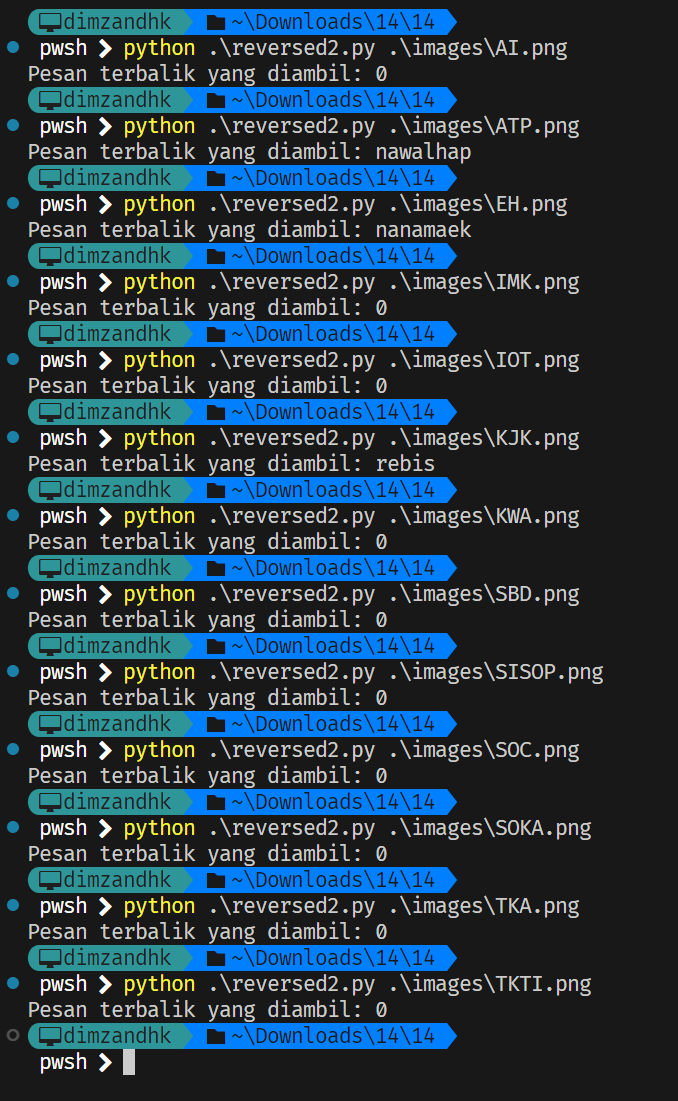 dimzandhk ~\Downloads\14\14
pwsh ❯ python .\reversed2.py .\images\AI.png
Pesan terbalik yang diambil: 0
dimzandhk ~\Downloads\14\14
pwsh ❯ python .\reversed2.py .\images\ATP.png
Pesan terbalik yang diambil: nawalhap
dimzandhk ~\Downloads\14\14
pwsh ❯ python .\reversed2.py .\images\EH.png
Pesan terbalik yang diambil: nanamaek
dimzandhk ~\Downloads\14\14
pwsh ❯ python .\reversed2.py .\images\IMK.png
Pesan terbalik yang diambil: 0
dimzandhk ~\Downloads\14\14
pwsh ❯ python .\reversed2.py .\images\IOT.png
Pesan terbalik yang diambil: 0
dimzandhk ~\Downloads\14\14
pwsh ❯ python .\reversed2.py .\images\KJK.png
Pesan terbalik yang diambil: rebis
dimzandhk ~\Downloads\14\14
pwsh ❯ python .\reversed2.py .\images\KWA.png
Pesan terbalik yang diambil: 0
dimzandhk ~\Downloads\14\14
pwsh ❯ python .\reversed2.py .\images\SBD.png
Pesan terbalik yang diambil: 0
dimzandhk ~\Downloads\14\14
pwsh ❯ python .\reversed2.py .\images\SISOP.png
Pesan terbalik yang diambil: 0
dimzandhk ~\Downloads\14\14
pwsh ❯ python .\reversed2.py .\images\SOC.png
Pesan terbalik yang diambil: 0
dimzandhk ~\Downloads\14\14
pwsh ❯ python .\reversed2.py .\images\SOKA.png
Pesan terbalik yang diambil: 0
dimzandhk ~\Downloads\14\14
pwsh ❯ python .\reversed2.py .\images\TKA.png
Pesan terbalik yang diambil: 0
dimzandhk ~\Downloads\14\14
pwsh ❯ python .\reversed2.py .\images\TKTI.png
Pesan terbalik yang diambil: 0
dimzandhk ~\Downloads\14\14
pwsh ❯